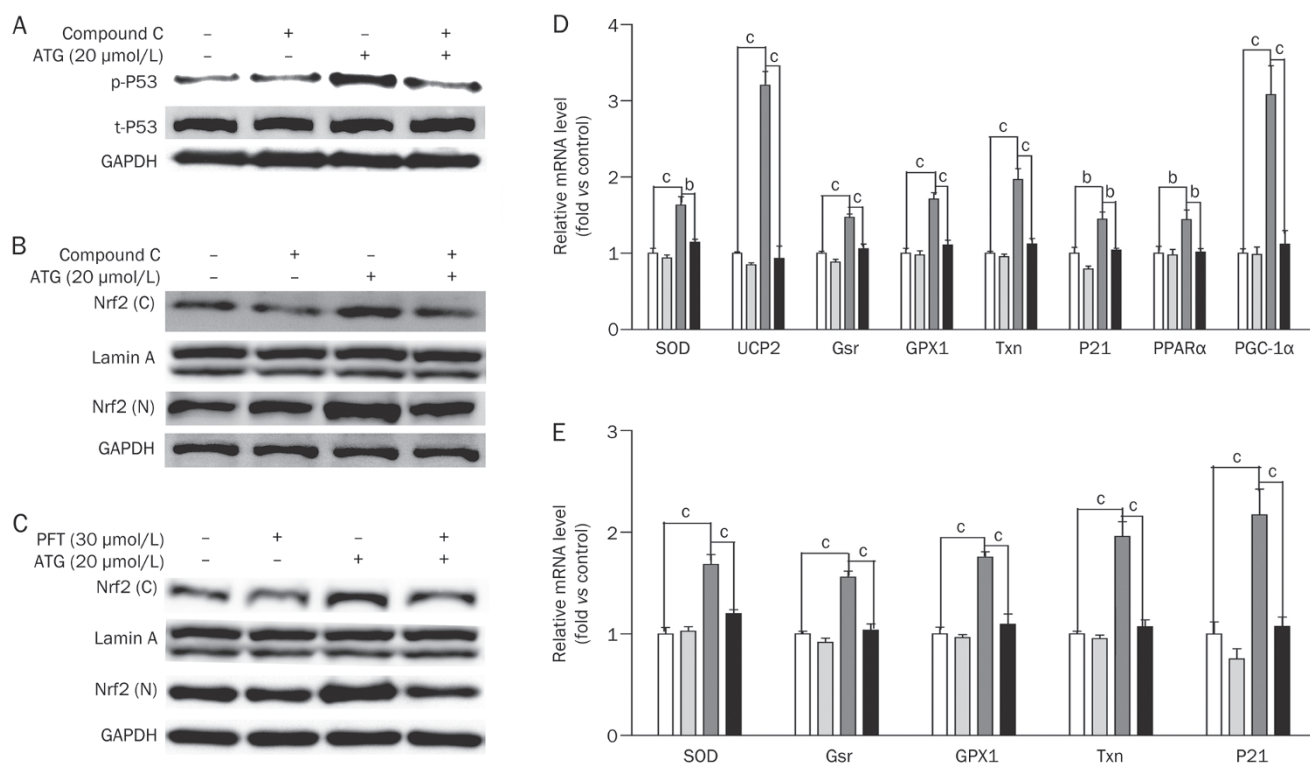 A
Compound C – + – +
ATG (20 μmol/L) – – + +
p-P53
t-P53
GAPDH
B
Compound C – + – +
ATG (20 μmol/L) – – + +
Nrf2 (C)
Lamin A
Nrf2 (N)
GAPDH
C
PFT (30 μmol/L) – + – +
ATG (20 μmol/L) – – + +
Nrf2 (C)
Lamin A
Nrf2 (N)
GAPDH
D
Relative mRNA level
(fold vs control)
4
3
2
1
0
c b
c c
c c
c c
c c
b b
b b
c c
SOD UCP2 Gsr GPX1 Txn P21 PPARα PGC-1α
E
Relative mRNA level
(fold vs control)
3
2
1
0
c c
c c
c c
c c
c c
SOD Gsr GPX1 Txn P21